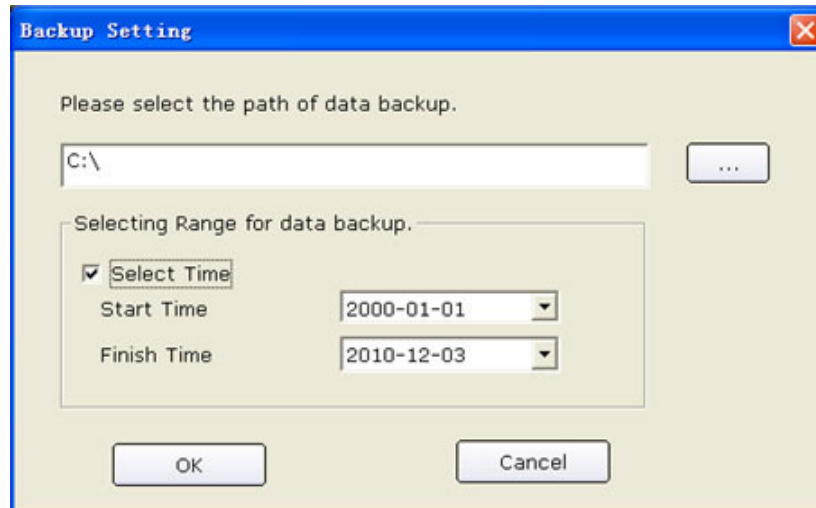 Backup Setting
Please select the path of data backup.
C:\
...
Selecting Range for data backup.
Select Time
Start Time 2000-01-01
Finish Time 2010-12-03
OK Cancel